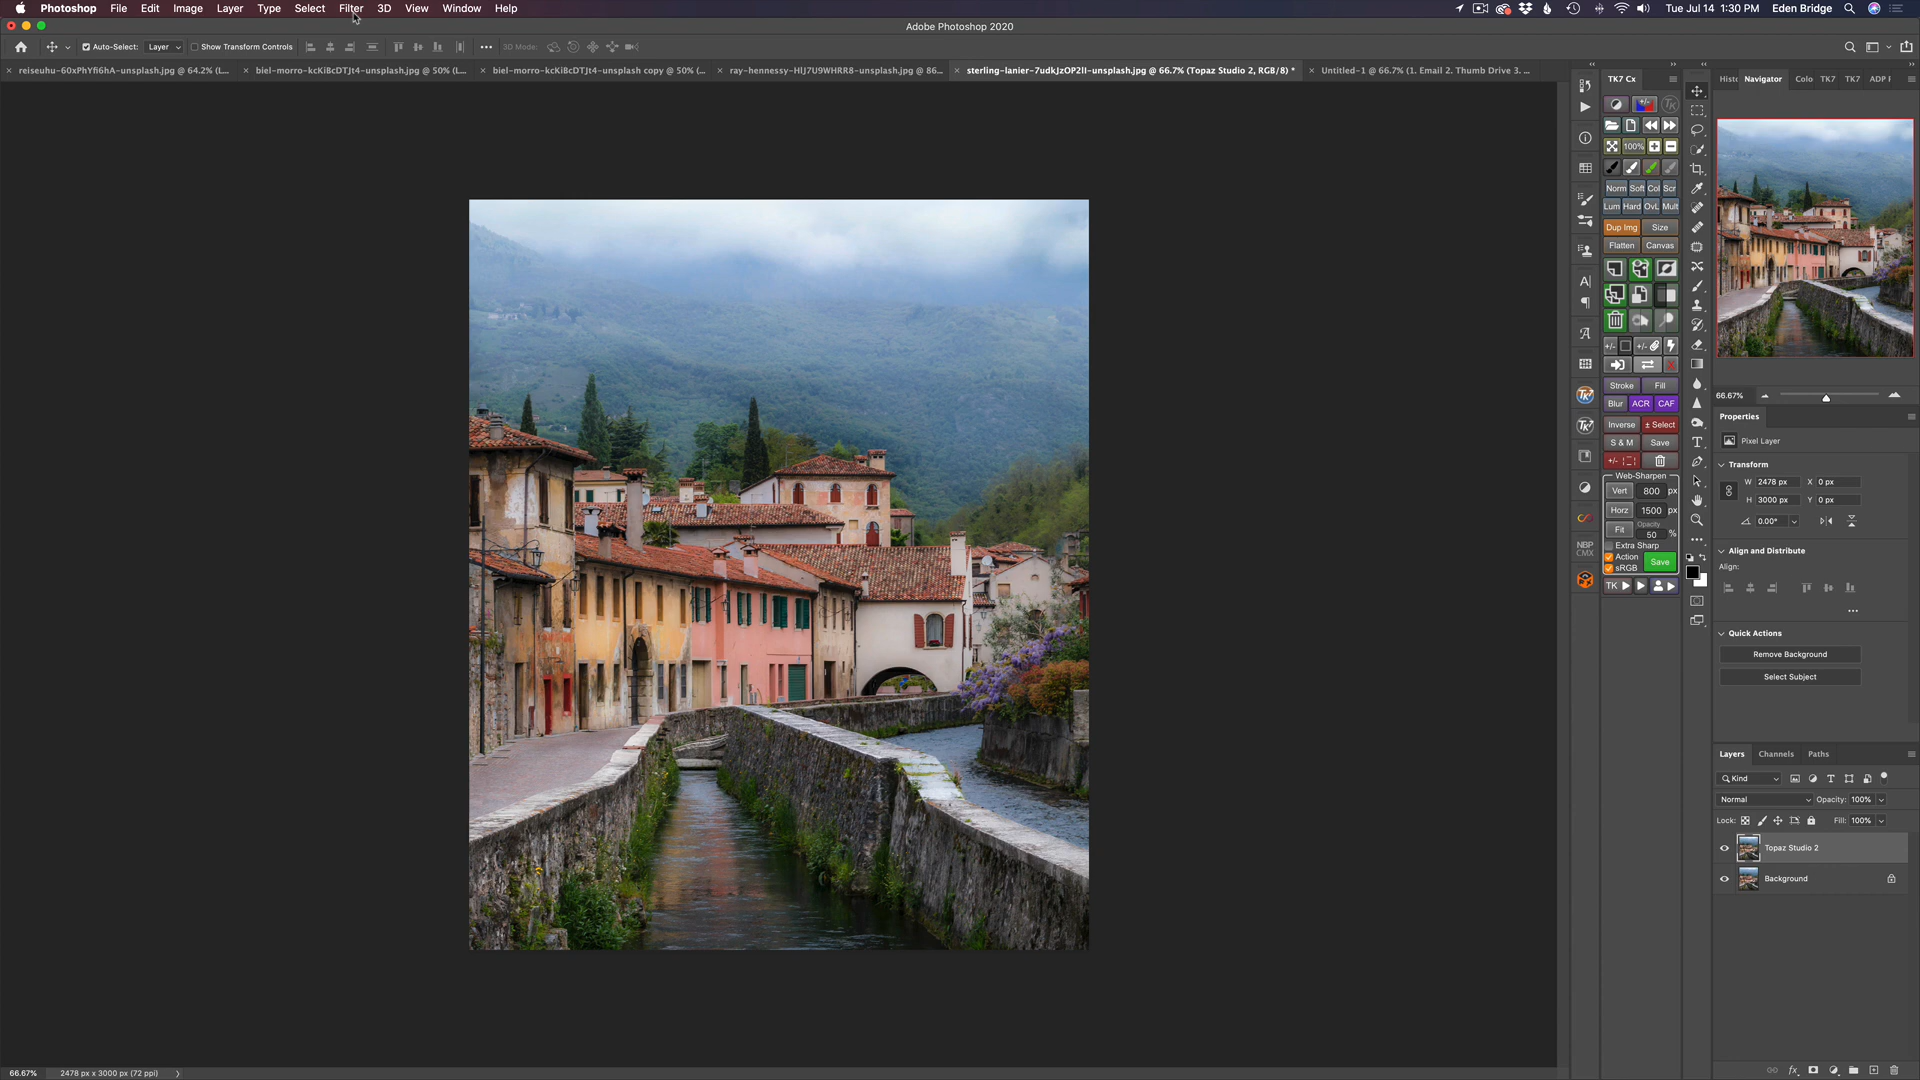 Photoshop File Edit Image Layer Type Select Filter 3D View Window Help Tue Jul 14 1:30 PM Eden Bridge
Adobe Photoshop 2020
Auto-Select: Layer Show Transform Controls 3D Mode:
reiseuhu-60xPhYfi6hA-unsplash.jpg @ 64.2% (L... biel-morro-kcKiBcDTJt4-unsplash.jpg @ 50% (L... biel-morro-kcKiBcDTJt4-unsplash copy @ 50% (... ray-hennessy-HIJ7U9WHRR8-unsplash.jpg @ 86... sterling-lanier-7udkJzOP2II-unsplash.jpg @ 66.7% (Topaz Studio 2, RGB/8) * Untitled-1 @ 66.7% (1. Email 2. Thumb Drive 3. ...
TK7 Cx
100%
Norm Soft Col Scr
Lum Hard OvL Mult
Dup Img Size
Flatten Canvas
Stroke Fill
Blur ACR CAF
Inverse ± Select
S & M Save
Web-Sharpen
Vert 800 px
Horz 1500 px
Fit Opacity 50 %
Extra Sharp
Action
sRGB Save
TK
NBP
CMX
Histo Navigator Colo TK7 TK7 ADP I
66.67%
Properties
Pixel Layer
Transform
W 2478 px X 0 px
H 3000 px Y 0 px
0.00°
Align and Distribute
Align:
Quick Actions
Remove Background
Select Subject
Layers Channels Paths
Kind
Normal Opacity: 100%
Lock: Fill: 100%
Topaz Studio 2
Background
66.67% 2478 px x 3000 px (72 ppi)